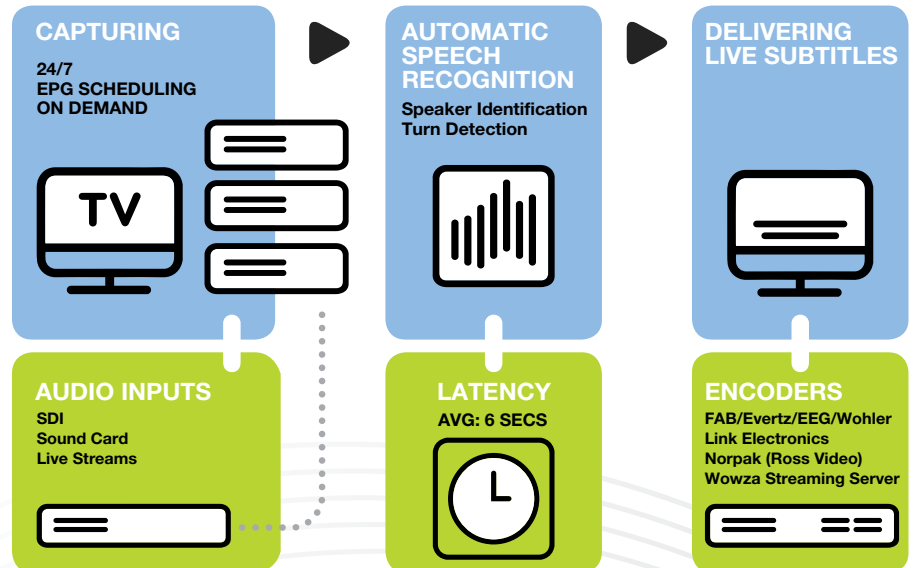 CAPTURING
24/7
EPG SCHEDULING
ON DEMAND
TV
AUDIO INPUTS
SDI
Sound Card
Live Streams
AUTOMATIC
SPEECH
RECOGNITION
Speaker Identification
Turn Detection
LATENCY
AVG: 6 SECS
DELIVERING
LIVE SUBTITLES
ENCODERS
FAB/Evertz/EEG/Wohler
Link Electronics
Norpak (Ross Video)
Wowza Streaming Server